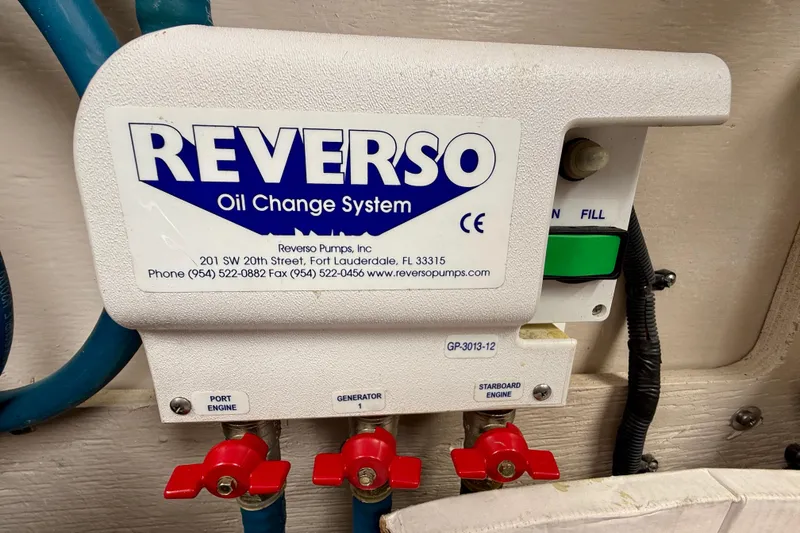 REVERSO
Oil Change System
CE
Reverso Pumps, Inc
201 SW 20th Street, Fort Lauderdale, FL 33315
Phone (954) 522-0882 Fax (954) 522-0456 www.reversopumps.com
N FILL
GP-3013-12
PORT
ENGINE
GENERATOR
1
STARBOARD
ENGINE